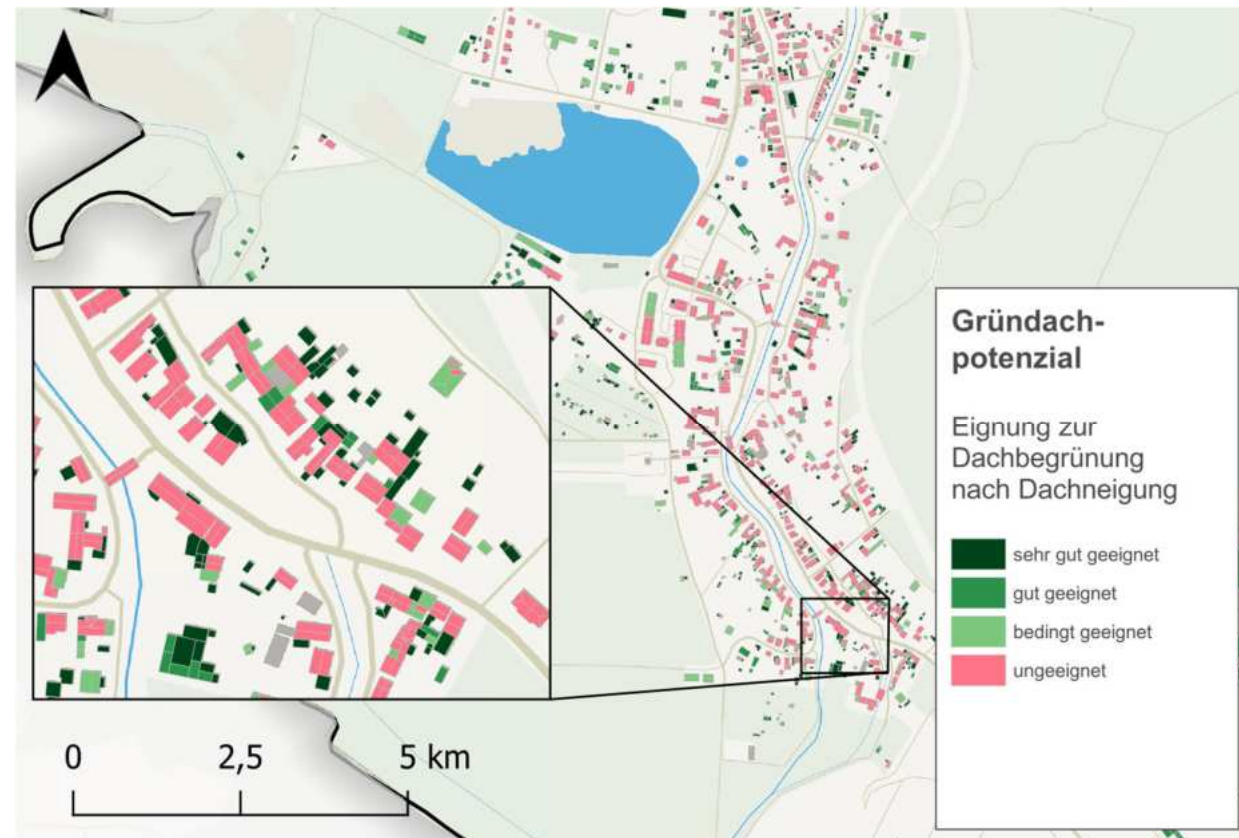 Gründach-
potenzial
Eignung zur
Dachbegrünung
nach Dachneigung
sehr gut geeignet
gut geeignet
bedingt geeignet
ungeeignet
0 2,5 5 km